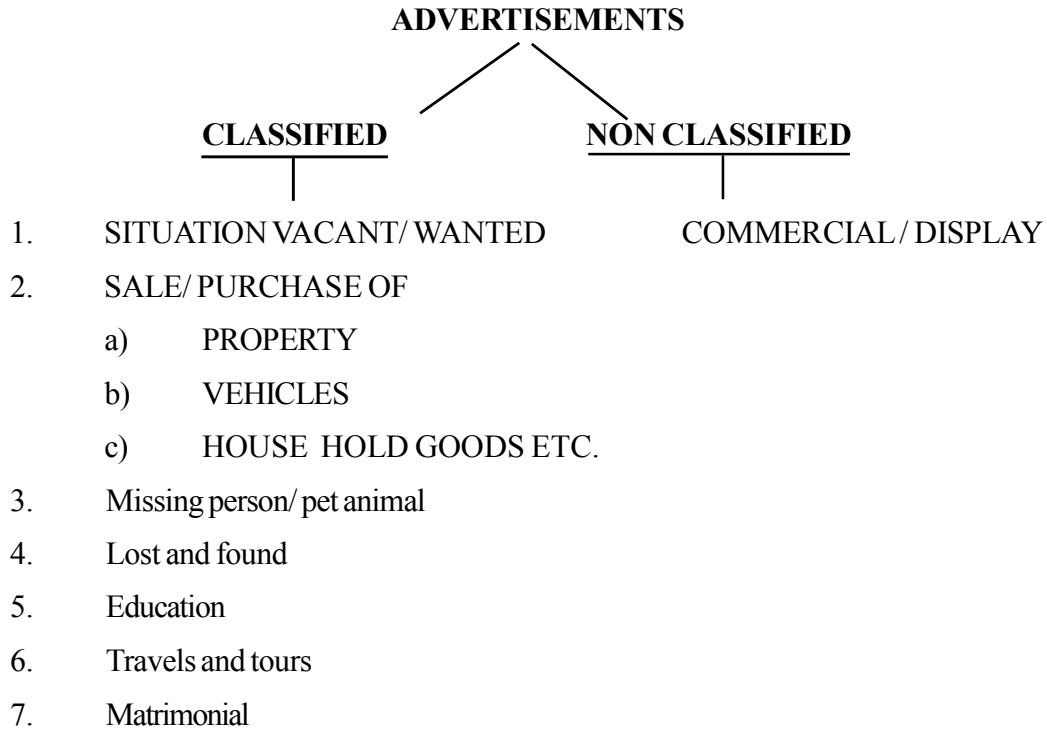 ADVERTISEMENTS
CLASSIFIED NON CLASSIFIED
1. SITUATION VACANT/ WANTED COMMERCIAL / DISPLAY
2. SALE/ PURCHASE OF
a) PROPERTY
b) VEHICLES
c) HOUSE HOLD GOODS ETC.
3. Missing person/ pet animal
4. Lost and found
5. Education
6. Travels and tours
7. Matrimonial